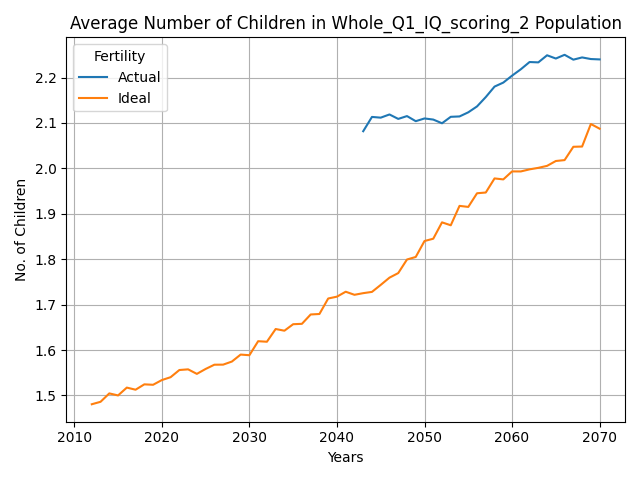 Average Number of Children in Whole_Q1_IQ_scoring_2 Population
Fertility
Actual
Ideal
No. of Children
2.2
2.1
2.0
1.9
1.8
1.7
1.6
1.5
2010 2020 2030 2040 2050 2060 2070
Years